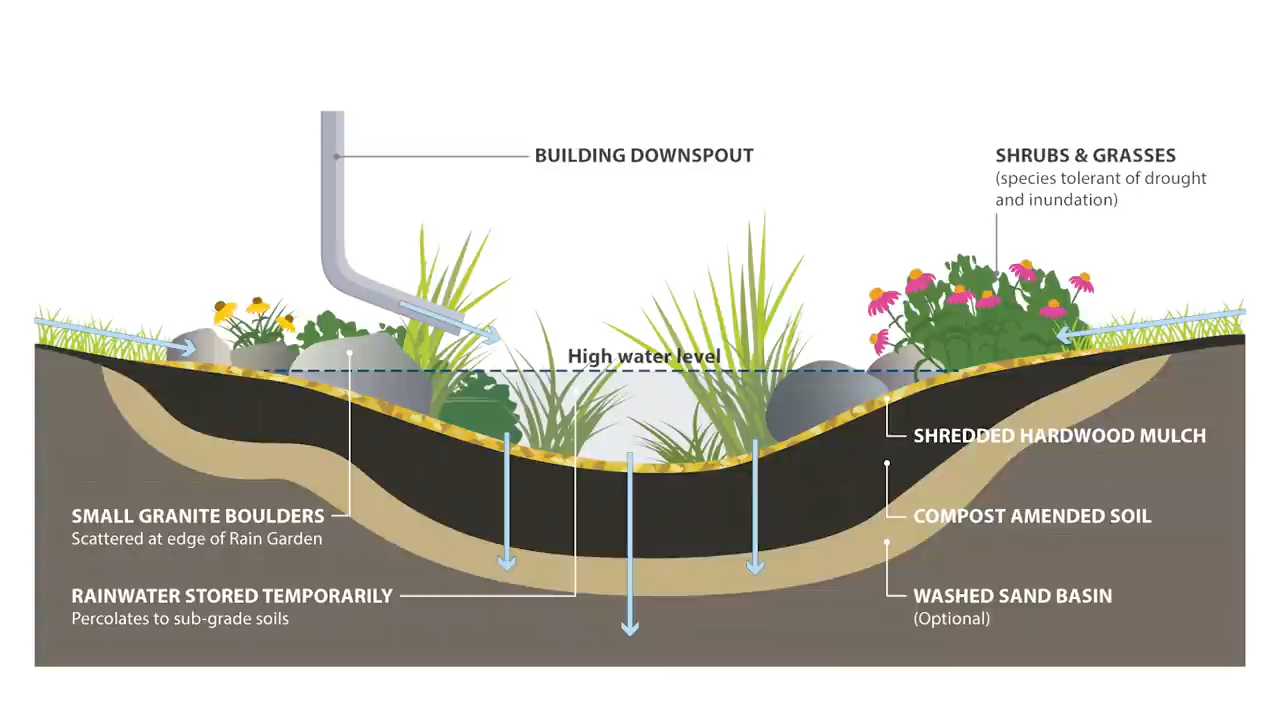 BUILDING DOWNSPOUT
SHRUBS & GRASSES
(species tolerant of drought
and inundation)
High water level
SHREDDED HARDWOOD MULCH
SMALL GRANITE BOULDERS
Scattered at edge of Rain Garden
COMPOST AMENDED SOIL
RAINWATER STORED TEMPORARILY
Percolates to sub-grade soils
WASHED SAND BASIN
(Optional)